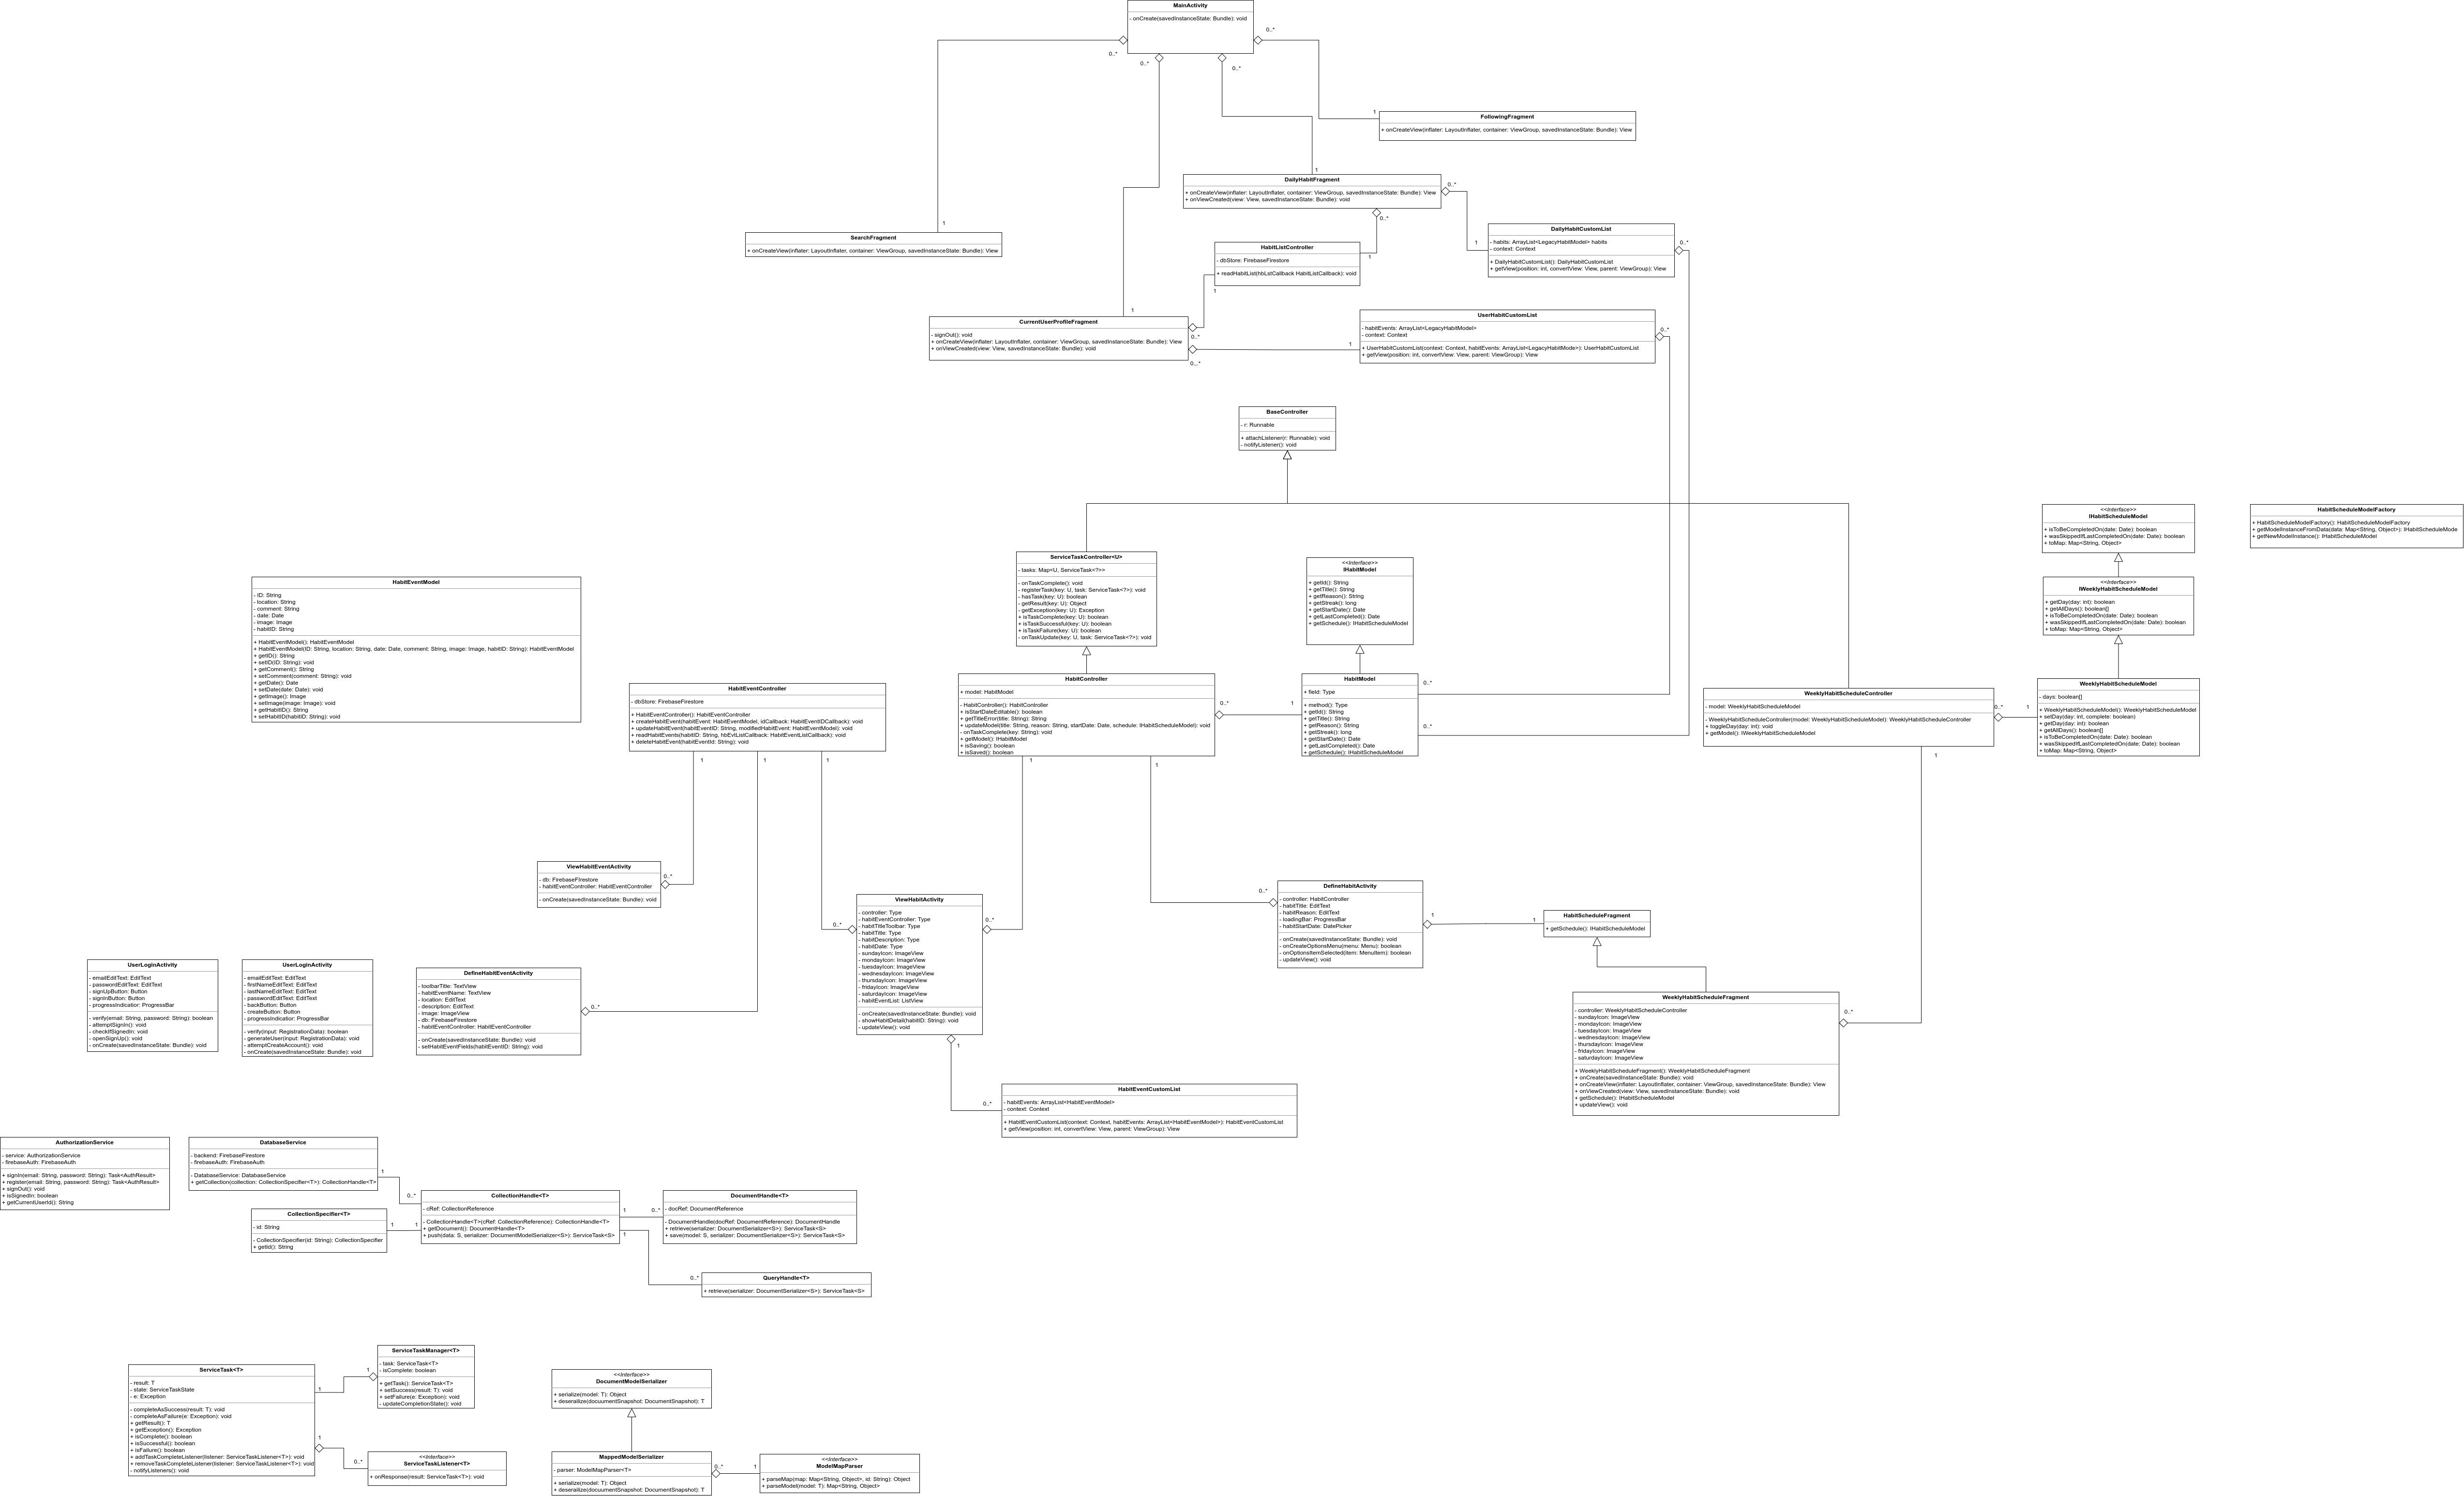 MainActivity
- onCreate(savedInstanceState: Bundle): void
0..*
0..*
0..*
0..*
1
FollowingFragment
+ onCreateView(inflater: LayoutInflater, container: ViewGroup, savedInstanceState: Bundle): View
1
DailyHabitFragment
+ onCreateView(inflater: LayoutInflater, container: ViewGroup, savedInstanceState: Bundle): View
+ onViewCreated(view: View, savedInstanceState: Bundle): void
0..*
0..*
1
SearchFragment
+ onCreateView(inflater: LayoutInflater, container: ViewGroup, savedInstanceState: Bundle): View
HabitListController
- dbStore: FirebaseFirestore
+ readHabitList(hbLstCallback HabitListCallback): void
1
1
1
DailyHabitCustomList
- habits: ArrayList<LegacyHabitModel> habits
- context: Context
+ DailyHabitCustomList(): DailyHabitCustomList
+ getView(position: int, convertView: View, parent: ViewGroup): View
0..*
1
CurrentUserProfileFragment
- signOut(): void
+ onCreateView(inflater: LayoutInflater, container: ViewGroup, savedInstanceState: Bundle): View
+ onViewCreated(view: View, savedInstanceState: Bundle): void
0..*
0...*
1
UserHabitCustomList
- habitEvents: ArrayList<LegacyHabitModel>
- context: Context
+ UserHabitCustomList(context: Context, habitEvents: ArrayList<LegacyHabitMode>): UserHabitCustomList
+ getView(position: int, convertView: View, parent: ViewGroup): View
0..*
BaseController
- r: Runnable
+ attachListener(r: Runnable): void
- notifyListener(): void
<<Interface>>
IHabitScheduleModel
+ isToBeCompletedOn(date: Date): boolean
+ wasSkippedIfLastCompletedOn(date: Date): boolean
+ toMap: Map<String, Object>
HabitScheduleModelFactory
+ HabitScheduleModelFactory(): HabitScheduleModelFactory
+ getModelInstanceFromData(data: Map<String, Object>): IHabitScheduleMode
+ getNewModelInstance(): IHabitScheduleModel
ServiceTaskController<U>
- tasks: Map<U, ServiceTask<?>>
- onTaskComplete(): void
- registerTask(key: U, task: ServiceTask<?>): void
- hasTask(key: U): boolean
- getResult(key: U): Object
- getException(key: U): Exception
+ isTaskComplete(key: U): boolean
+ isTaskSuccessful(key: U): boolean
+ isTaskFailure(key: U): boolean
- onTaskUpdate(key: U, task: ServiceTask<?>): void
<<Interface>>
IHabitModel
+ getId(): String
+ getTitle(): String
+ getReason(): String
+ getStreak(): long
+ getStartDate(): Date
+ getLastCompleted(): Date
+ getSchedule(): IHabitScheduleModel
<<Interface>>
IWeeklyHabitScheduleModel
+ getDay(day: int): boolean
+ getAllDays(): boolean[]
+ isToBeCompletedOn(date: Date): boolean
+ wasSkippedIfLastCompletedOn(date: Date): boolean
+ toMap: Map<String, Object>
HabitEventModel
- ID: String
- location: String
- comment: String
- date: Date
- image: Image
- habitID: String
+ HabitEventModel(): HabitEventModel
+ HabitEventModel(ID: String, location: String, date: Date, comment: String, image: Image, habitID: String): HabitEventModel
+ getID(): String
+ setID(ID: String): void
+ getComment(): String
+ setComment(comment: String): void
+ getDate(): Date
+ setDate(date: Date): void
+ getImage(): Image
+ setImage(image: Image): void
+ getHabitID(): String
+ setHabitID(habitID: String): void
HabitEventController
- dbStore: FirebaseFirestore
+ HabitEventController(): HabitEventController
+ createHabitEvent(habitEvent: HabitEventModel, idCallback: HabitEventIDCallback): void
+ updateHabitEvent(habitEventID: String, modifiedHabitEvent: HabitEventModel): void
+ readHabitEvents(habitID: String, hbEvtListCallback: HabitEventListCallback): void
+ deleteHabitEvent(habitEventId: String): void
1
1
1
HabitController
+ model: HabitModel
- HabitController(): HabitController
+ isStartDateEditable(): boolean
+ getTitleError(title: String): String
+ updateModel(title: String, reason: String, startDate: Date, schedule: IHabitScheduleModel): void
- onTaskComplete(key: String): void
+ getModel(): IHabitModel
+ isSaving(): boolean
+ isSaved(): boolean
1
1
0..*
1
HabitModel
+ field: Type
+ method(): Type
+ getId(): String
+ getTitle(): String
+ getReason(): String
+ getStreak(): long
+ getStartDate(): Date
+ getLastCompleted(): Date
+ getSchedule(): IHabitScheduleModel
0..*
0..*
WeeklyHabitScheduleController
- model: WeeklyHabitScheduleModel
- WeeklyHabitScheduleController(model: WeeklyHabitScheduleModel): WeeklyHabitScheduleController
+ toggleDay(day: int): void
+ getModel(): IWeeklyHabitScheduleModel
0..*
1
1
WeeklyHabitScheduleModel
- days: boolean[]
+ WeeklyHabitScheduleModel(): WeeklyHabitScheduleModel
+ setDay(day: int, complete: boolean)
+ getDay(day: int): boolean
+ getAllDays(): boolean[]
+ isToBeCompletedOn(date: Date): boolean
+ wasSkippedIfLastCompletedOn(date: Date): boolean
+ toMap: Map<String, Object>
ViewHabitEventActivity
- db: FirebaseFIrestore
- habitEventController: HabitEventController
- onCreate(savedInstanceState: Bundle): void
0..*
0..*
ViewHabitActivity
- controller: Type
- habitEventController: Type
- habitTitleToolbar: Type
- habitTitle: Type
- habitDescription: Type
- habitDate: Type
- sundayIcon: ImageView
- mondayIcon: ImageView
- tuesdayIcon: ImageView
- wednesdayIcon: ImageView
- thursdayIcon: ImageView
- fridayIcon: ImageView
- saturdayIcon: ImageView
- habitEventList: ListView
- onCreate(savedInstanceState: Bundle): void
- showHabitDetail(habitID: String): void
- updateView(): void
0..*
1
0..*
DefineHabitActivity
- controller: HabitController
- habitTitle: EditText
- habitReason: EditText
- loadingBar: ProgressBar
- habitStartDate: DatePicker
- onCreate(savedInstanceState: Bundle): void
- onCreateOptionsMenu(menu: Menu): boolean
- onOptionsItemSelected(item: MenuItem): boolean
- updateView(): void
1
1
HabitScheduleFragment
+ getSchedule(): IHabitScheduleModel
UserLoginActivity
- emailEditText: EditText
- passwordEditText: EditText
- signUpButton: Button
- signInButton: Button
- progressIndicatior: ProgressBar
- verify(email: String, password: String): boolean
- attemptSignIn(): void
- checkIfSignedIn: void
- openSignUp(): void
- onCreate(savedInstanceState: Bundle): void
UserLoginActivity
- emailEditText: EditText
- firstNameEditText: EditText
- lastNameEditText: EditText
- passwordEditText: EditText
- backButton: Button
- createButton: Button
- progressIndicatior: ProgressBar
- verify(input: RegistrationData): boolean
- generateUser(input: RegistrationData): void
- attemptCreateAccount(): void
- onCreate(savedInstanceState: Bundle): void
DefineHabitEventActivity
- toolbarTitle: TextView
- habitEventName: TextView
- location: EditText
- description: EditText
- image: ImageView
- db: FirebaseFirestore
- habitEventController: HabitEventController
- onCreate(savedInstanceState: Bundle): void
- setHabitEventFields(habitEventID: String): void
0..*
WeeklyHabitScheduleFragment
- controller: WeeklyHabitScheduleController
- sundayIcon: ImageView
- mondayIcon: ImageView
- tuesdayIcon: ImageView
- wednesdayIcon: ImageView
- thursdayIcon: ImageView
- fridayIcon: ImageView
- saturdayIcon: ImageView
+ WeeklyHabitScheduleFragment(): WeeklyHabitScheduleFragment
+ onCreate(savedInstanceState: Bundle): void
+ onCreateView(inflater: LayoutInflater, container: ViewGroup, savedInstanceState: Bundle): View
+ onViewCreated(view: View, savedInstanceState: Bundle): void
+ getSchedule(): IHabitScheduleModel
+ updateView(): void
0..*
0..*
HabitEventCustomList
- habitEvents: ArrayList<HabitEventModel>
- context: Context
+ HabitEventCustomList(context: Context, habitEvents: ArrayList<HabitEventModel>): HabitEventCustomList
+ getView(position: int, convertView: View, parent: ViewGroup): View
AuthorizationService
- service: AuthorizationService
- firebaseAuth: FirebaseAuth
+ signIn(email: String, password: String): Task<AuthResult>
+ register(email: String, password: String): Task<AuthResult>
+ signOut(): void
+ isSignedIn: boolean
+ getCurrentUserId(): String
DatabaseService
- backend: FirebaseFirestore
- firebaseAuth: FirebaseAuth
- DatabaseService: DatabaseService
+ getCollection(collection: CollectionSpecifier<T>): CollectionHandle<T>
1
0..*
CollectionSpecifier<T>
- id: String
- CollectionSpecifier(id: String): CollectionSpecifier
+ getId(): String
1
1
CollectionHandle<T>
- cRef: CollectionReference
- CollectionHandle<T>(cRef: CollectionReference): CollectionHandle<T>
+ getDocument(): DocumentHandle<T>
+ push(data: S, serializer: DocumentModelSerializer<S>): ServiceTask<S>
1
0..*
1
DocumentHandle<T>
- docRef: DocumentReference
- DocumentHandle(docRef: DocumentReference): DocumentHandle
+ retrieve(serializer: DocumentSerializer<S>): ServiceTask<S>
+ save(model: S, serializer: DocumentSerializer<S>): ServiceTask<S>
0..*
QueryHandle<T>
+ retrieve(serializer: DocumentSerializer<S>): ServiceTask<S>
ServiceTask<T>
- result: T
- state: ServiceTaskState
- e: Exception
- completeAsSuccess(result: T): void
- completeAsFailure(e: Exception): void
+ getResult(): T
+ getException(): Exception
+ isComplete(): boolean
+ isSuccessful(): boolean
+ isFailure(): boolean
+ addTaskCompleteListener(listener: ServiceTaskListener<T>): void
+ removeTaskCompleteListener(listener: ServiceTaskListener<T>): void
- notifyListeners(): void
1
1
1
0..*
ServiceTaskManager<T>
- task: ServiceTask<T>
- isComplete: boolean
+ getTask(): ServiceTask<T>
+ setSuccess(result: T): void
+ setFailure(e: Exception): void
- updateCompletionState(): void
<<Interface>>
ServiceTaskListener<T>
+ onResponse(result: ServiceTask<T>): void
<<Interface>>
DocumentModelSerializer
+ serialize(model: T): Object
+ deserailize(docuumentSnapshot: DocumentSnapshot): T
MappedModelSerializer
- parser: ModelMapParser<T>
+ serialize(model: T): Object
+ deserailize(docuumentSnapshot: DocumentSnapshot): T
0..*
1
<<Interface>>
ModelMapParser
+ parseMap(map: Map<String, Object>, id: String): Object
+ parseModel(model: T): Map<String, Object>